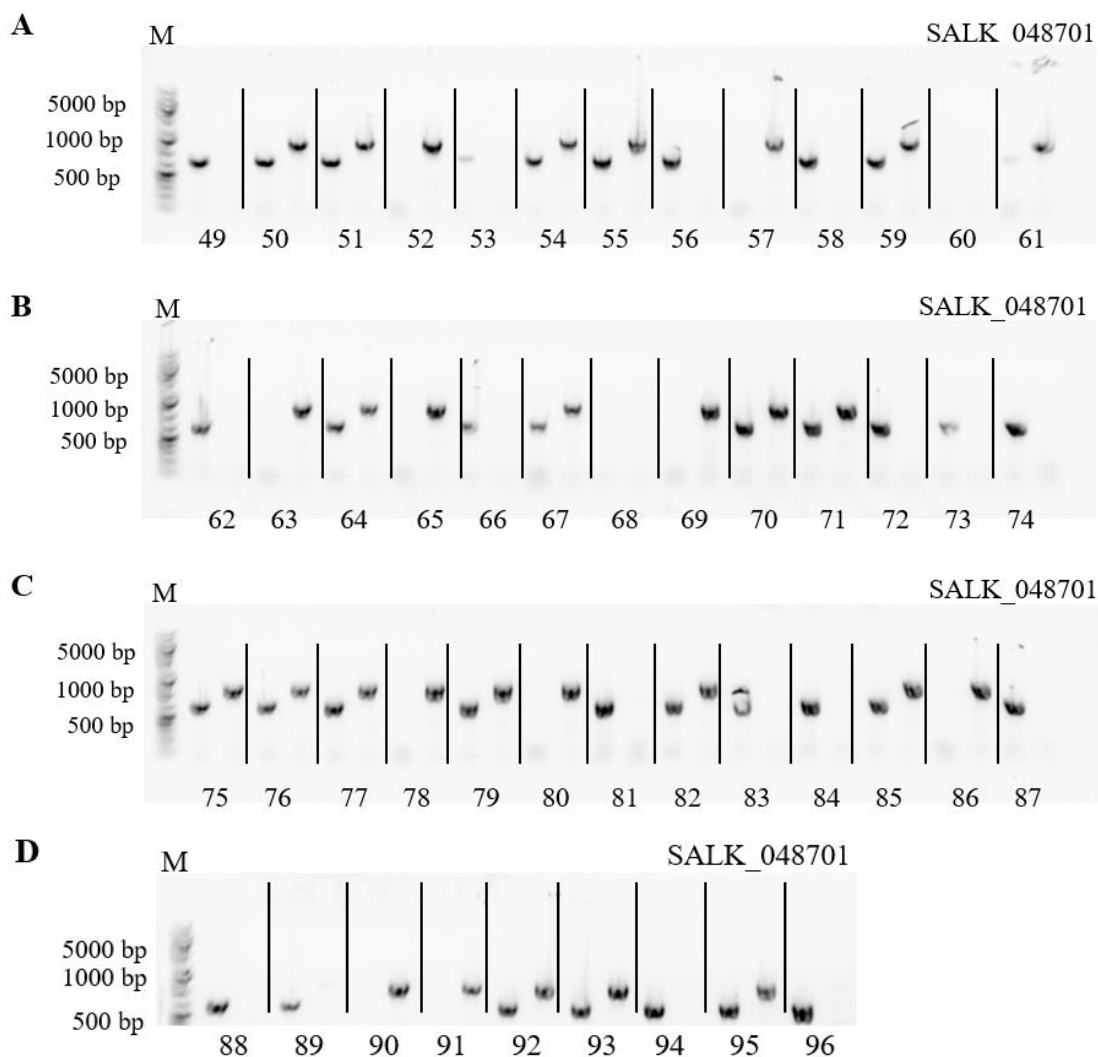 A
M
SALK_048701
5000 bp
1000 bp
500 bp
49 50 51 52 53 54 55 56 57 58 59 60 61
B
M
SALK_048701
5000 bp
1000 bp
500 bp
62 63 64 65 66 67 68 69 70 71 72 73 74
C
M
SALK_048701
5000 bp
1000 bp
500 bp
75 76 77 78 79 80 81 82 83 84 85 86 87
D
M
SALK_048701
5000 bp
1000 bp
500 bp
88 89 90 91 92 93 94 95 96